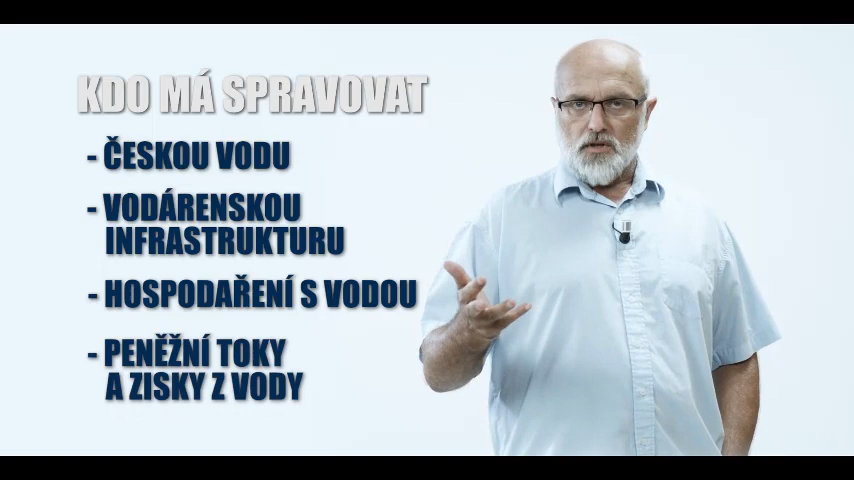 KDO MÁ SPRAVOVAT
- ČESKOU VODU
- VODÁRENSKOU
INFRASTRUKTURU
- HOSPODAŘENÍ S VODOU
- PENĚŽNÍ TOKY
A ZISKY Z VODY